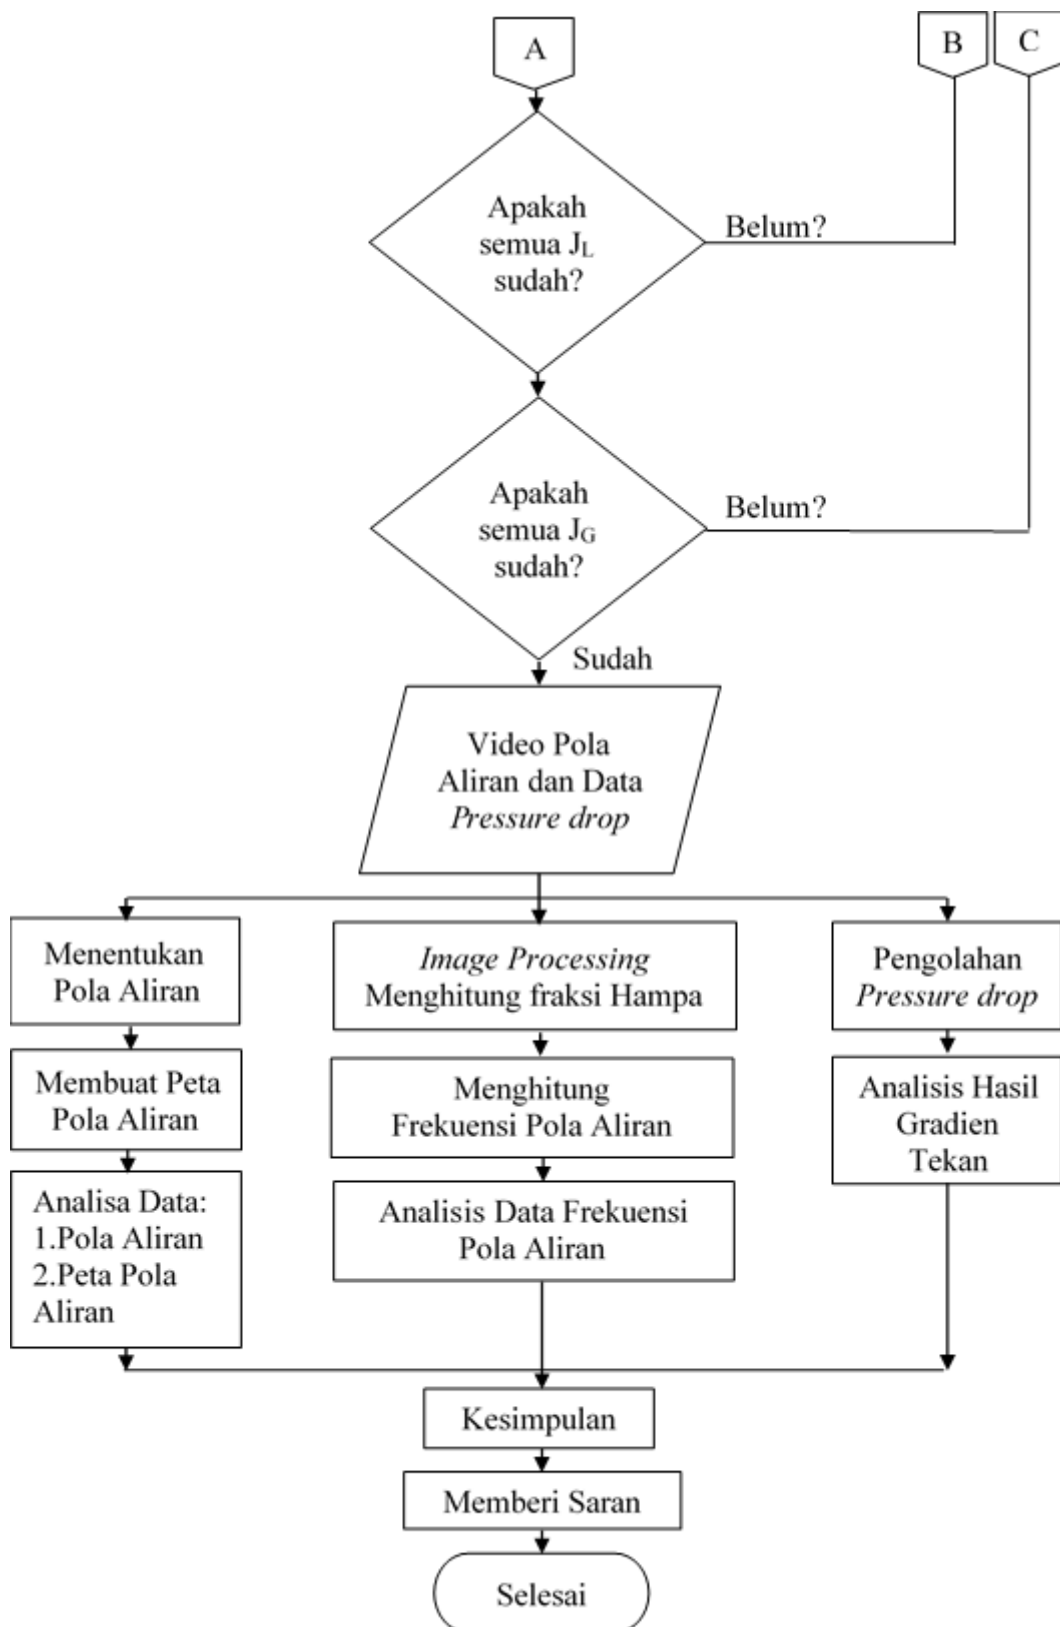 A
B
C
Apakah
semua J_L
sudah?
Belum?
Apakah
semua J_G
sudah?
Belum?
Sudah
Video Pola
Aliran dan Data
Pressure drop
Menentukan
Pola Aliran
Image Processing
Menghitung fraksi Hampa
Pengolahan
Pressure drop
Membuat Peta
Pola Aliran
Menghitung
Frekuensi Pola Aliran
Analisis Hasil
Gradien
Tekan
Analisa Data:
1.Pola Aliran
2.Peta Pola
Aliran
Analisis Data Frekuensi
Pola Aliran
Kesimpulan
Memberi Saran
Selesai